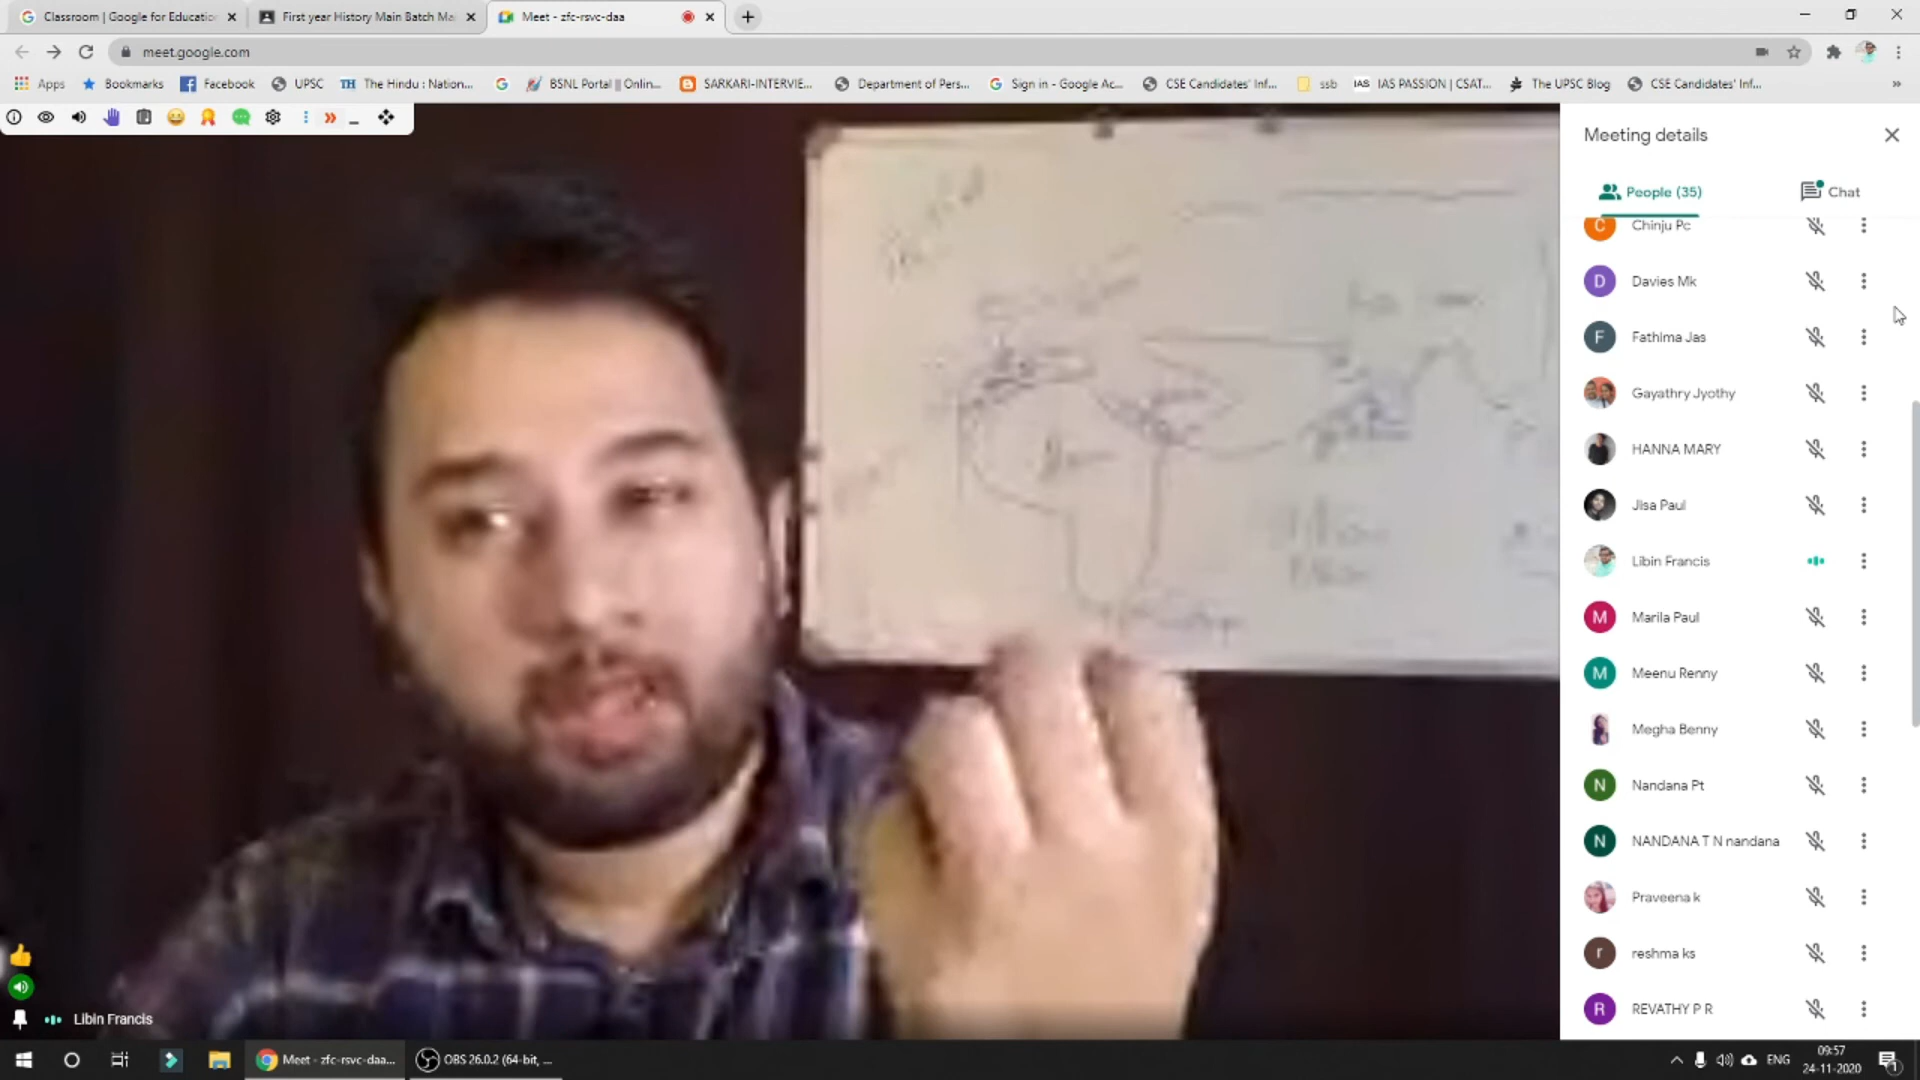 Classroom | Google for Educatio
First year History Main Batch Ma
Meet - zfc-rsvc-daa
meet.google.com
Apps
Bookmarks
Facebook
UPSC
TH The Hindu : Nation...
BSNL Portal || Onlin...
SARKARI-INTERVIE...
Department of Pers...
Sign in - Google Ac...
CSE Candidates' Inf...
ssb
IAS IAS PASSION | CSAT...
The UPSC Blog
CSE Candidates' Inf...
Meeting details
People (35)
Chat
C Chinju Pc
D Davies Mk
F Fathima Jas
Gayathry Jyothy
HANNA MARY
Jisa Paul
Libin Francis
M Marila Paul
M Meenu Renny
Megha Benny
N Nandana Pt
N NANDANA T N nandana
Praveena k
r reshma ks
R REVATHY P R
Libin Francis
Meet - zfc-rsvc-daa...
OBS 26.0.2 (64-bit, ...
ENG
09:57
24-11-2020
1